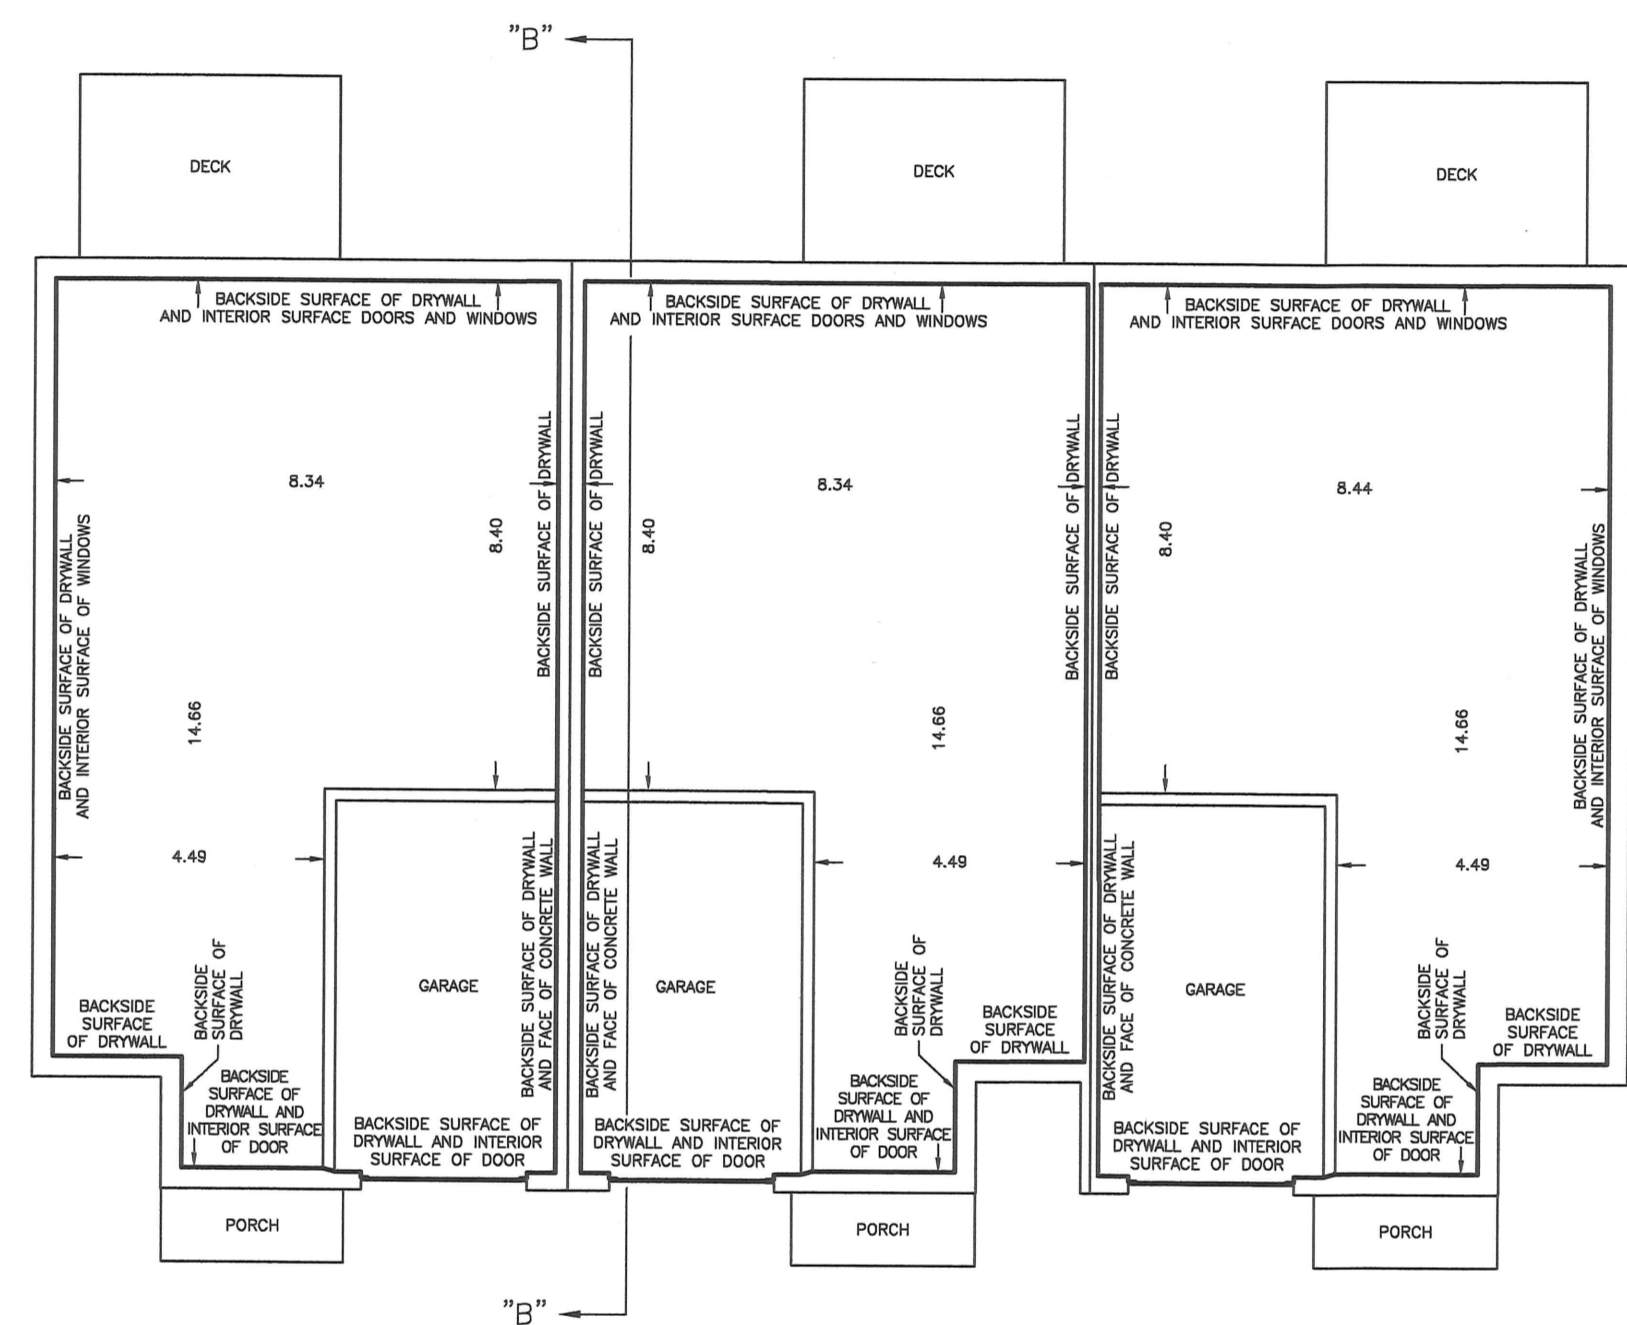 "B"
DECK
DECK
DECK
BACKSIDE SURFACE OF DRYWALL
AND INTERIOR SURFACE DOORS AND WINDOWS
BACKSIDE SURFACE OF DRYWALL
AND INTERIOR SURFACE DOORS AND WINDOWS
BACKSIDE SURFACE OF DRYWALL
AND INTERIOR SURFACE DOORS AND WINDOWS
8.34
8.34
8.44
8.40
8.40
8.40
BACKSIDE SURFACE OF DRYWALL
AND INTERIOR SURFACE OF WINDOWS
BACKSIDE SURFACE OF DRYWALL
BACKSIDE SURFACE OF DRYWALL
BACKSIDE SURFACE OF DRYWALL
BACKSIDE SURFACE OF DRYWALL
BACKSIDE SURFACE OF DRYWALL
AND INTERIOR SURFACE OF WINDOWS
14.66
14.66
14.66
4.49
4.49
4.49
BACKSIDE SURFACE OF DRYWALL
AND FACE OF CONCRETE WALL
BACKSIDE SURFACE OF DRYWALL
AND FACE OF CONCRETE WALL
BACKSIDE SURFACE OF DRYWALL
AND FACE OF CONCRETE WALL
GARAGE
GARAGE
GARAGE
BACKSIDE
SURFACE OF
DRYWALL
BACKSIDE
SURFACE OF
DRYWALL
BACKSIDE
SURFACE OF
DRYWALL
BACKSIDE
SURFACE
OF DRYWALL
BACKSIDE
SURFACE
OF DRYWALL
BACKSIDE
SURFACE
OF DRYWALL
BACKSIDE
SURFACE OF
DRYWALL AND
INTERIOR SURFACE
OF DOOR
BACKSIDE SURFACE OF
DRYWALL AND INTERIOR
SURFACE OF DOOR
BACKSIDE SURFACE OF
DRYWALL AND INTERIOR
SURFACE OF DOOR
BACKSIDE
SURFACE OF
DRYWALL AND
INTERIOR SURFACE
OF DOOR
BACKSIDE SURFACE OF
DRYWALL AND INTERIOR
SURFACE OF DOOR
BACKSIDE
SURFACE OF
DRYWALL AND
INTERIOR SURFACE
OF DOOR
PORCH
PORCH
PORCH
"B"